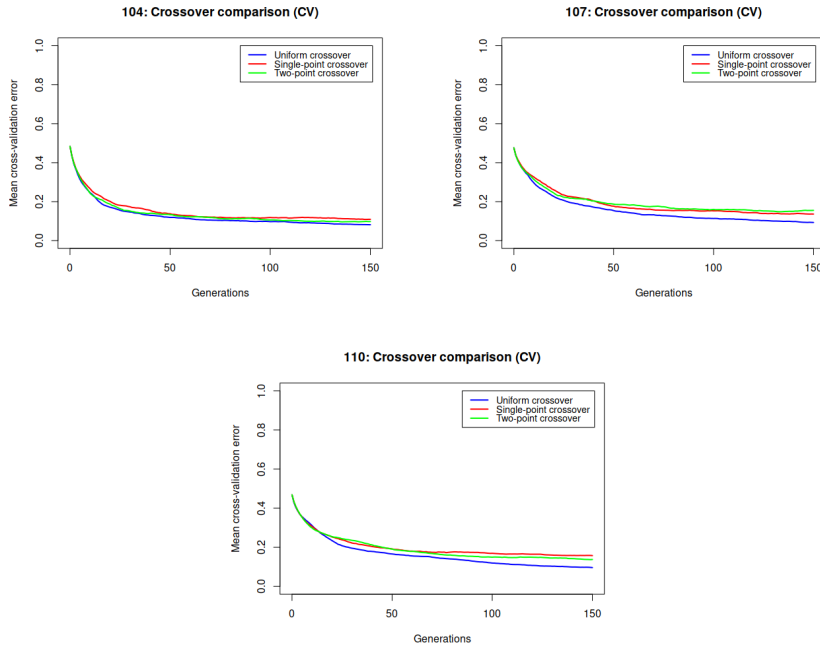 104: Crossover comparison (CV)
Mean cross-validation error
1.0
0.8
0.6
0.4
0.2
0.0
Uniform crossover
Single-point crossover
Two-point crossover
0 50 100 150
Generations
107: Crossover comparison (CV)
Mean cross-validation error
1.0
0.8
0.6
0.4
0.2
0.0
Uniform crossover
Single-point crossover
Two-point crossover
0 50 100 150
Generations
110: Crossover comparison (CV)
Mean cross-validation error
1.0
0.8
0.6
0.4
0.2
0.0
Uniform crossover
Single-point crossover
Two-point crossover
0 50 100 150
Generations